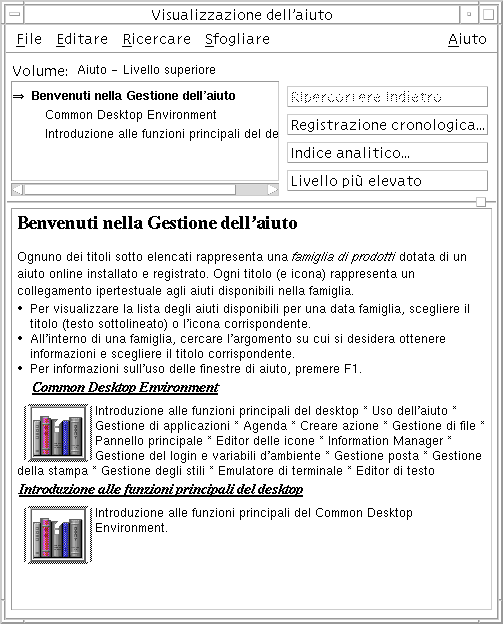 Visualizzazione dell'aiuto
File Editare Ricercare Sfogliare Aiuto
Volume: Aiuto - Livello superiore
⇒ Benvenuti nella Gestione dell'aiuto
Common Desktop Environment
Introduzione alle funzioni principali del de
Ripercorrere indietro
Registrazione cronologica...
Indice analitico...
Livello più elevato
Benvenuti nella Gestione dell'aiuto
Ognuno dei titoli sotto elencati rappresenta una famiglia di prodotti dotata di un
aiuto online installato e registrato. Ogni titolo (e icona) rappresenta un
collegamento ipertestuale agli aiuti disponibili nella famiglia.
• Per visualizzare la lista degli aiuti disponibili per una data famiglia, scegliere il
titolo (testo sottolineato) o l'icona corrispondente.
• All'interno di una famiglia, cercare l'argomento su cui si desidera ottenere
informazioni e scegliere il titolo corrispondente.
• Per informazioni sull'uso delle finestre di aiuto, premere F1.
Common Desktop Environment
Introduzione alle funzioni principali del desktop * Uso dell'aiuto *
Gestione di applicazioni * Agenda * Creare azione * Gestione di file *
Pannello principale * Editor delle icone * Information Manager *
Gestione del login e variabili d'ambiente * Gestione posta * Gestione
della stampa * Gestione degli stili * Emulatore di terminale * Editor di testo
Introduzione alle funzioni principali del desktop
Introduzione alle funzioni principali del Common Desktop
Environment.